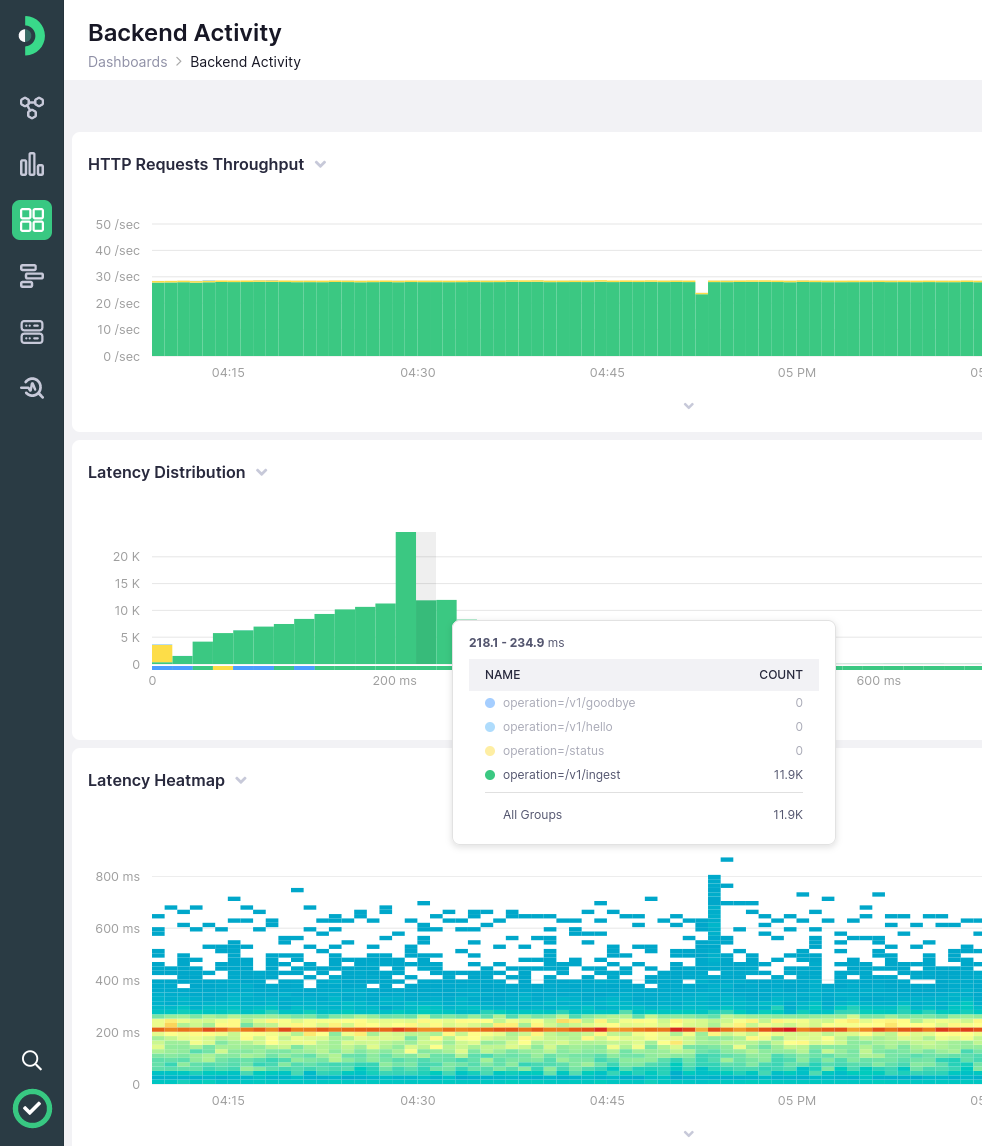 Backend Activity
Dashboards > Backend Activity
HTTP Requests Throughput
50 /sec
40 /sec
30 /sec
20 /sec
10 /sec
0 /sec
04:15 04:30 04:45 05 PM
Latency Distribution
20 K
15 K
10 K
5 K
0
0 200 ms 600 ms
218.1 - 234.9 ms
NAME COUNT
operation=/v1/goodbye 0
operation=/v1/hello 0
operation=/status 0
operation=/v1/ingest 11.9K
All Groups 11.9K
Latency Heatmap
800 ms
600 ms
400 ms
200 ms
0
04:15 04:30 04:45 05 PM